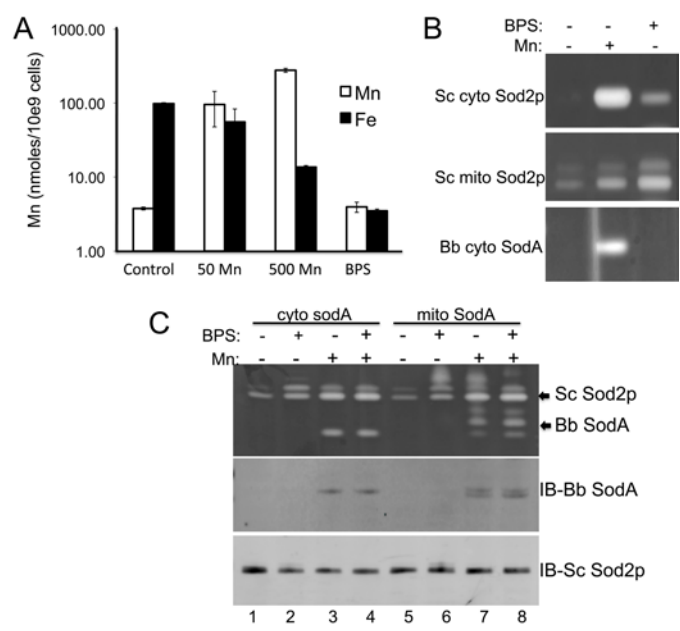 A
Mn (nmoles/10e9 cells)
1000.00
100.00
10.00
1.00
Mn
Fe
Control 50 Mn 500 Mn BPS
B
BPS: - - +
Mn: - + -
Sc cyto Sod2p
Sc mito Sod2p
Bb cyto SodA
C
cyto sodA mito SodA
BPS: - + - + - + - +
Mn: - - + + - - + +
Sc Sod2p
Bb SodA
IB-Bb SodA
IB-Sc Sod2p
1 2 3 4 5 6 7 8